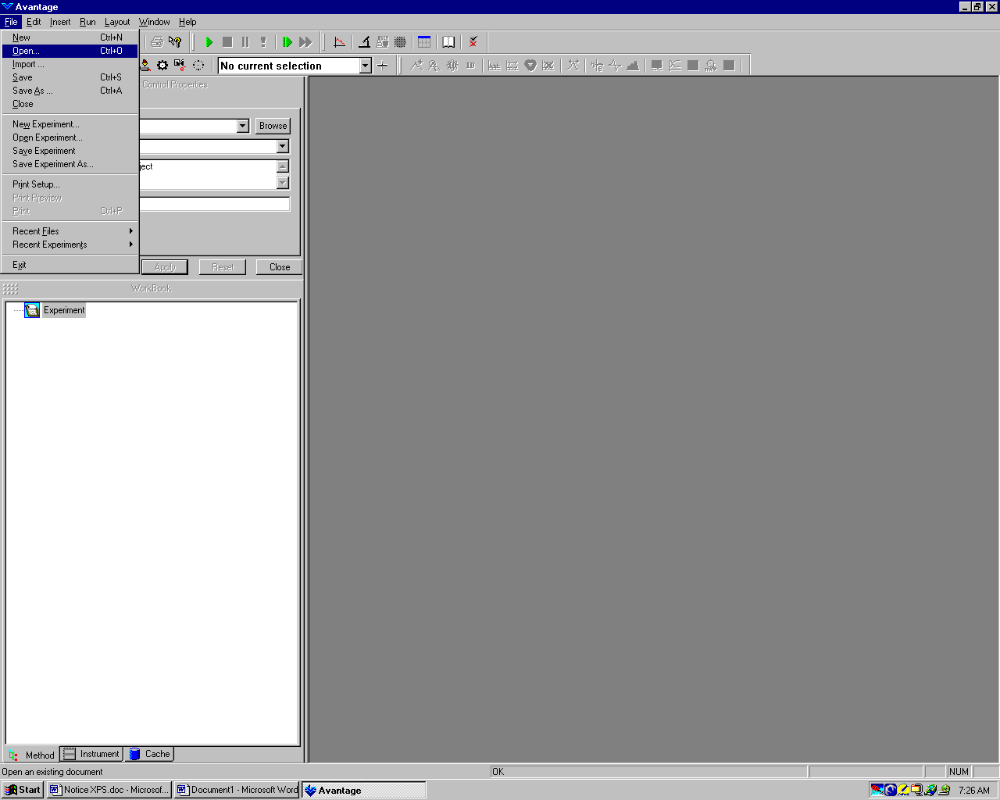 Avantage
File Edit Insert Run Layout Window Help
New Ctrl+N
Open... Ctrl+O
Import ...
Save Ctrl+S
Save As ... Ctrl+A
Close
New Experiment...
Open Experiment...
Save Experiment
Save Experiment As...
Print Setup...
Print Preview
Print Ctrl+P
Recent Files
Recent Experiments
Exit
No current selection
ID
Control Properties
Browse
ject
Apply Reset Close
WorkBook
Experiment
Method Instrument Cache
Open an existing document OK NUM
Start Notice XPS.doc - Microsof... Document1 - Microsoft Word Avantage 7:26 AM